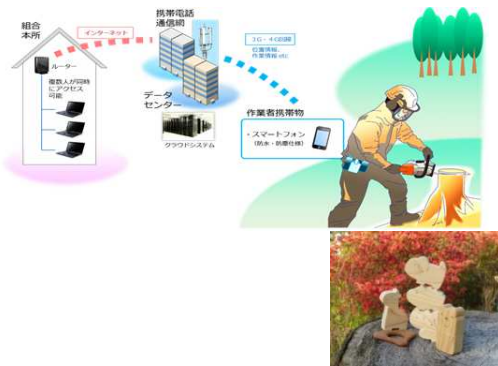 組合
本所
インターネット
携帯電話
通信網
3G・4G回線
位置情報、
作業情報 etc
ルーター
複数人が同時
にアクセス
可能
データ
センター
クラウドシステム
作業者携帯物
・スマートフォン
(防水・防塵仕様)